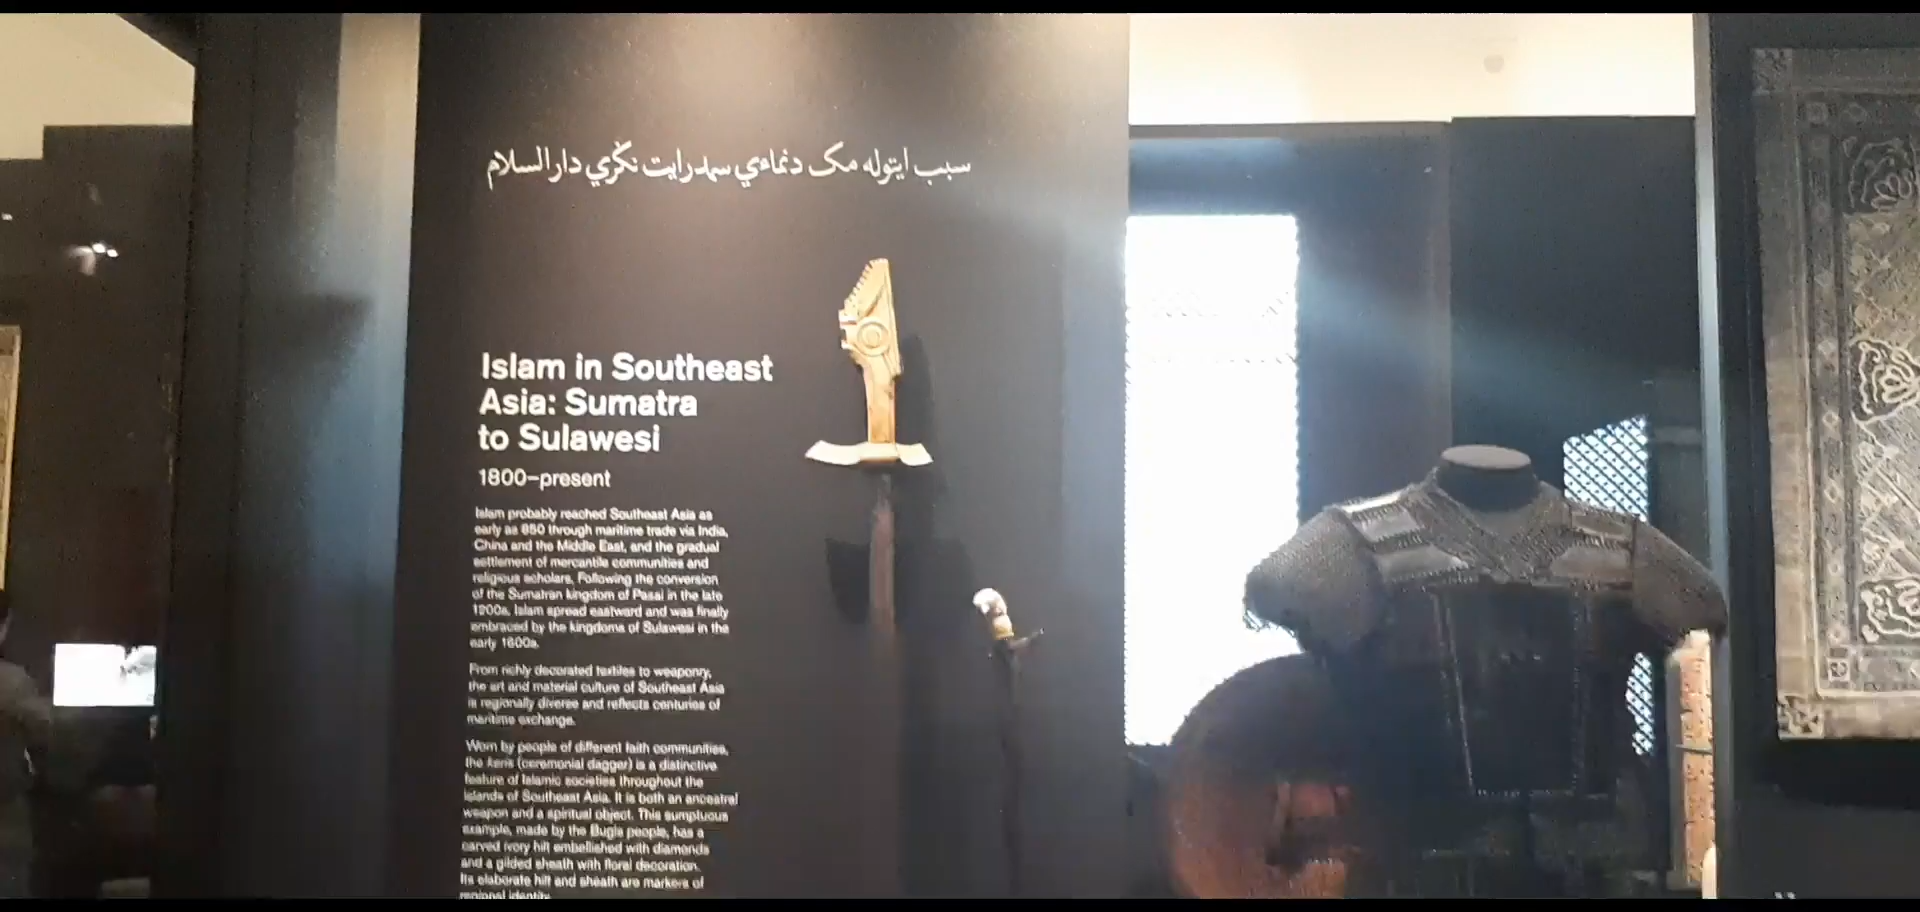 سبب ايتوله مک دنماءي سهدرايت نݢري دارالسلام
Islam in Southeast
Asia: Sumatra
to Sulawesi
1800–present
Islam probably reached Southeast Asia as
early as 650 through maritime trade via India,
China and the Middle East, and the gradual
settlement of mercantile communities and
religious scholars. Following the conversion
of the Sumatran kingdom of Pasai in the late
1200s, Islam spread eastward and was finally
embraced by the kingdoms of Sulawesi in the
early 1600s.
From richly decorated textiles to weaponry,
the art and material culture of Southeast Asia
is regionally diverse and reflects centuries of
maritime exchange.
Worn by people of different faith communities,
the keris (ceremonial dagger) is a distinctive
feature of Islamic societies throughout the
islands of Southeast Asia. It is both an ancestral
weapon and a spiritual object. This sumptuous
example, made by the Bugis people, has a
carved ivory hilt embellished with diamonds
and a gilded sheath with floral decoration.
Its elaborate hilt and sheath are markers of
regional identity.